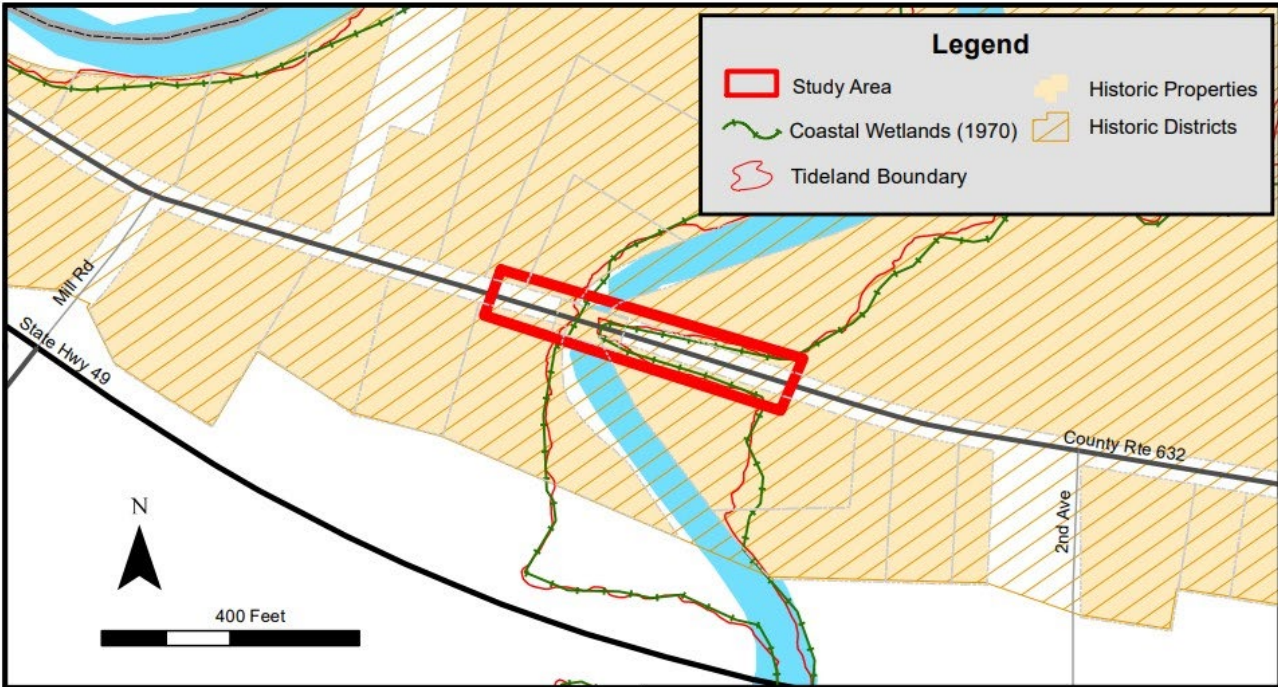 Legend
Study Area
Coastal Wetlands (1970)
Tideland Boundary
Historic Properties
Historic Districts
Mill Rd
State Hwy 49
County Rte 632
2nd Ave
N
400 Feet